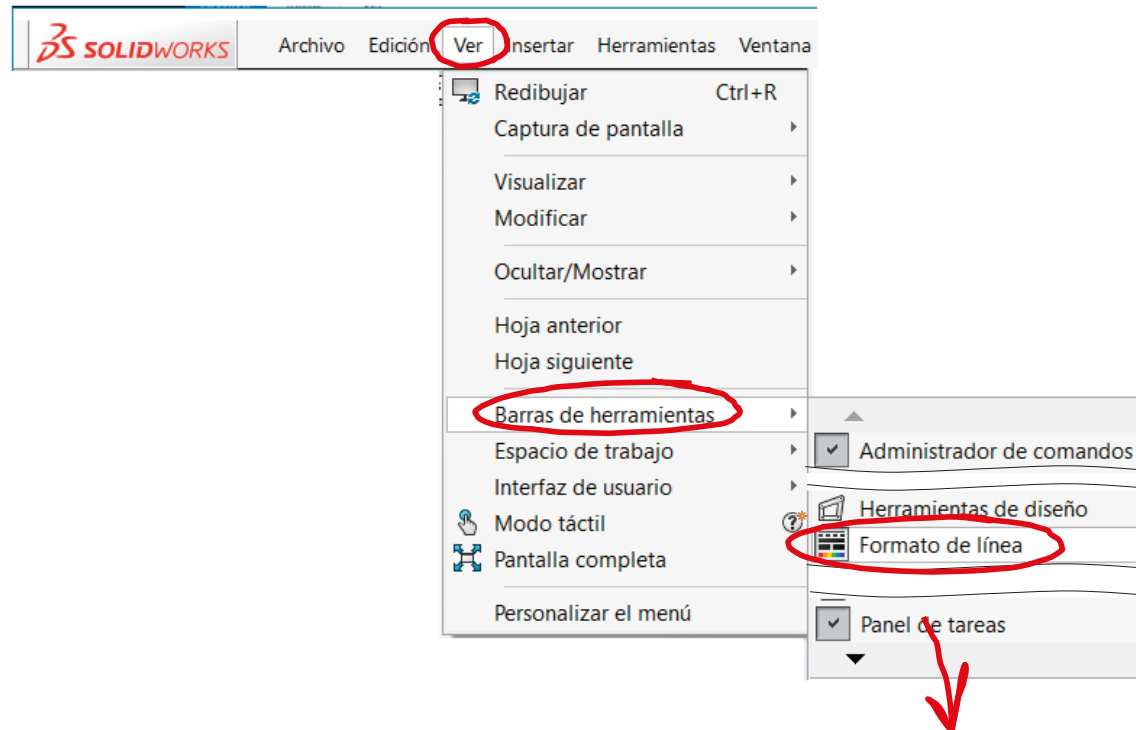 SOLIDWORKS Archivo Edición Ver Insertar Herramientas Ventana
Redibujar Ctrl+R
Captura de pantalla
Visualizar
Modificar
Ocultar/Mostrar
Hoja anterior
Hoja siguiente
Barras de herramientas
Espacio de trabajo
Interfaz de usuario
Modo táctil
Pantalla completa
Personalizar el menú
Administrador de comandos
Herramientas de diseño
Formato de línea
Panel de tareas